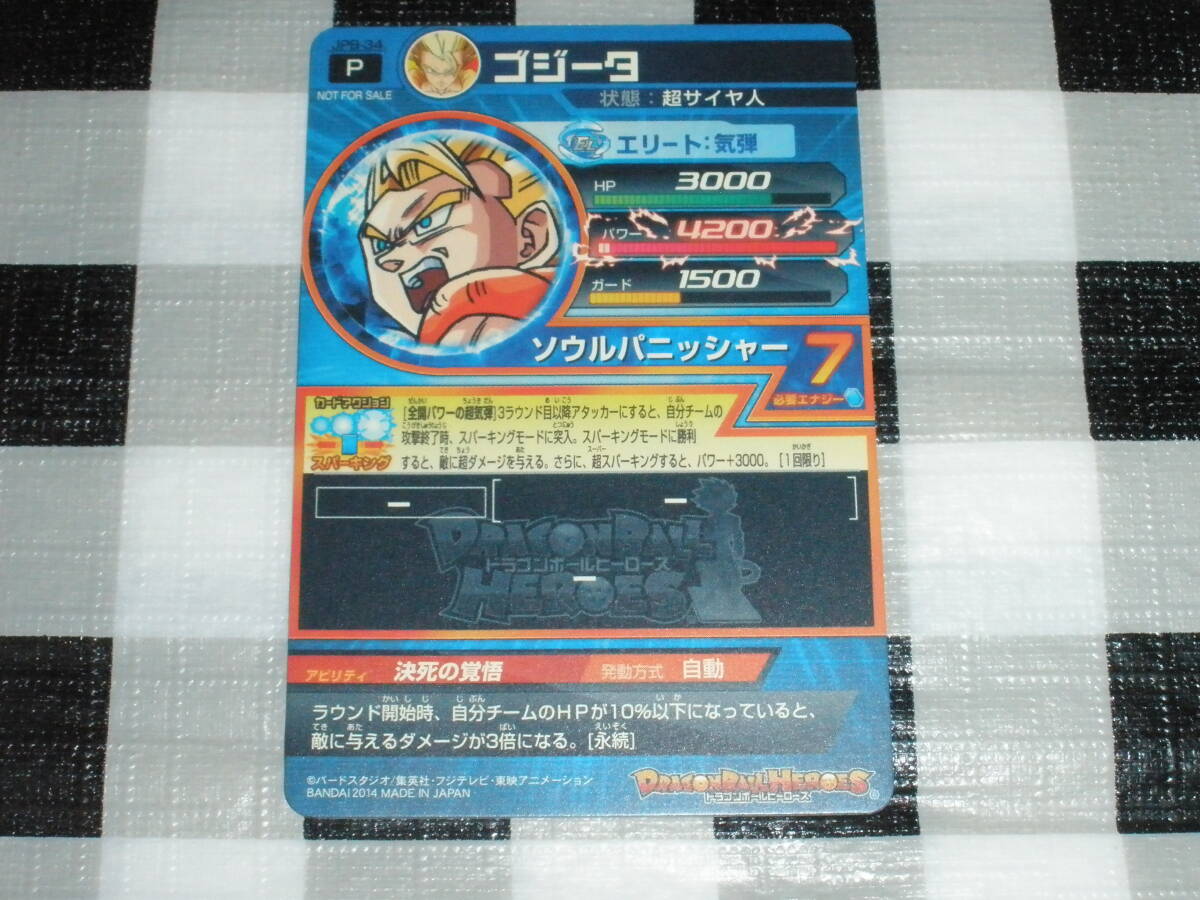 JPB-34
P
NOT FOR SALE
ゴジータ
状態：超サイヤ人
エリート：気弾
HP 3000
パワー 4200
ガード 1500
ソウルパニッシャー 7
必要エナジー
カードアクション
スパーキング
[全開パワーの超気弾]3ラウンド目以降アタッカーにすると、自分チームの
攻撃終了時、スパーキングモードに突入。スパーキングモードに勝利
すると、敵に超ダメージを与える。さらに、超スパーキングすると、パワー+3000。[1回限り]
DRAGON BALL
ドラゴンボールヒーローズ
HEROES
アビリティ 決死の覚悟 発動方式 自動
ラウンド開始時、自分チームのHPが10%以下になっていると、
敵に与えるダメージが3倍になる。[永続]
©バードスタジオ/集英社・フジテレビ・東映アニメーション
BANDAI 2014 MADE IN JAPAN
DRAGON BALL HEROES
ドラゴンボールヒーローズ